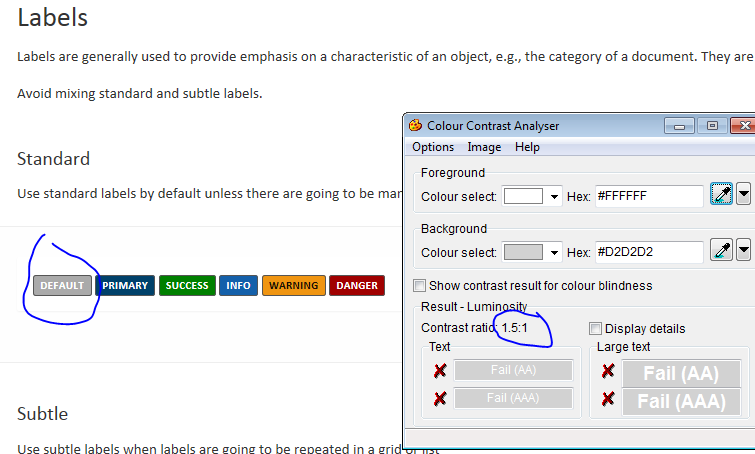 Labels
Labels are generally used to provide emphasis on a characteristic of an object, e.g., the category of a document. They are
Avoid mixing standard and subtle labels.
Standard
Use standard labels by default unless there are going to be mar
DEFAULT PRIMARY SUCCESS INFO WARNING DANGER
Subtle
Use subtle labels when labels are going to be repeated in a grid or list
Colour Contrast Analyser
Options Image Help
Foreground
Colour select: Hex: #FFFFFF
Background
Colour select: Hex: #D2D2D2
Show contrast result for colour blindness
Result - Luminosity
Contrast ratio: 1.5:1 Display details
Text Large text
Fail (AA) Fail (AA)
Fail (AAA) Fail (AAA)